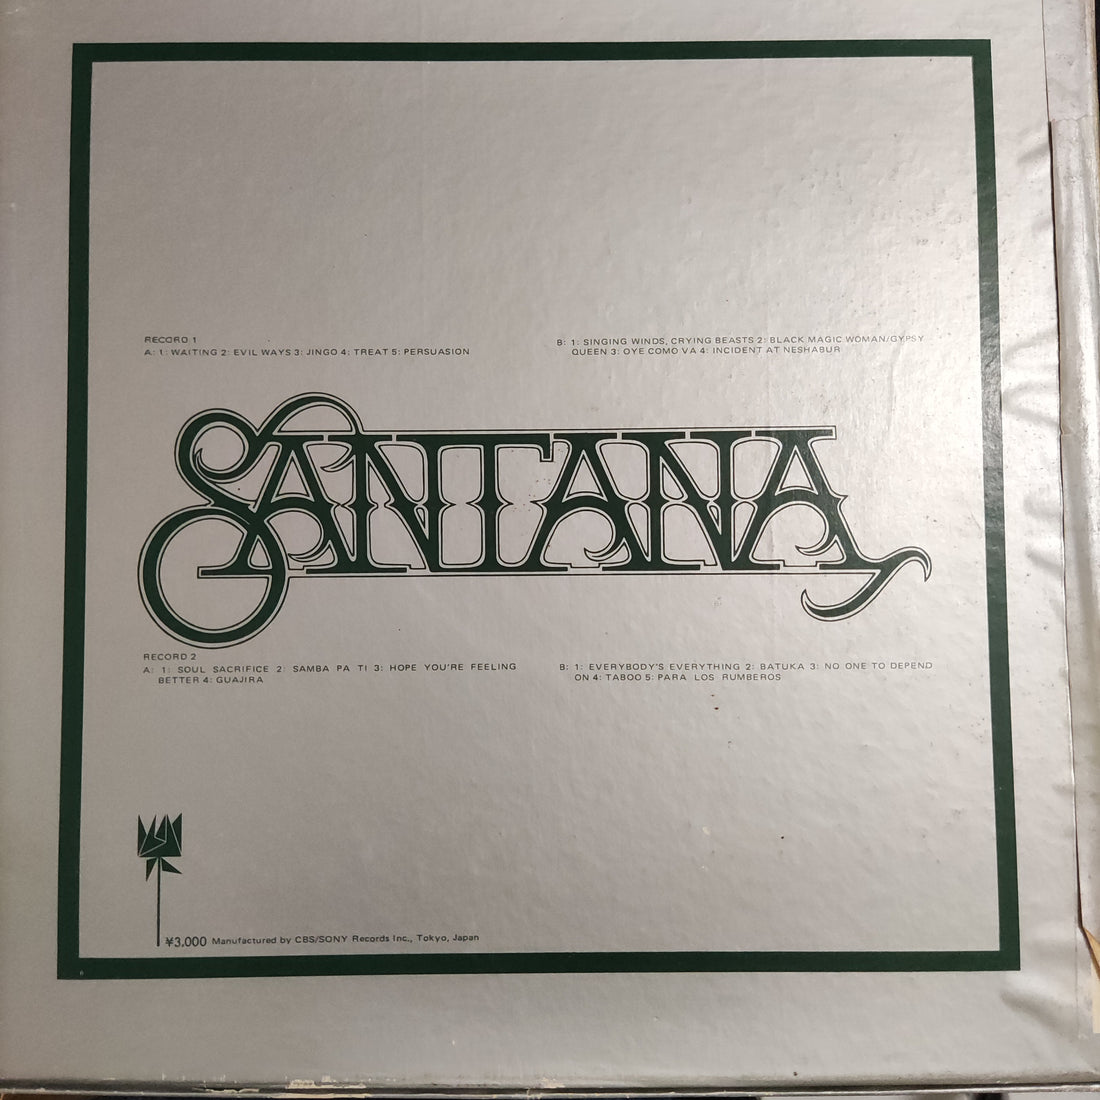 RECORD 1
A: 1: WAITING 2: EVIL WAYS 3: JINGO 4: TREAT 5: PERSUASION
B: 1: SINGING WINDS, CRYING BEASTS 2: BLACK MAGIC WOMAN/GYPSY
QUEEN 3: OYE COMO VA 4: INCIDENT AT NESHABUR
SANTANA
RECORD 2
A: 1: SOUL SACRIFICE 2: SAMBA PA TI 3: HOPE YOU'RE FEELING
BETTER 4: GUAJIRA
B: 1: EVERYBODY'S EVERYTHING 2: BATUKA 3: NO ONE TO DEPEND
ON 4: TABOO 5: PARA LOS RUMBEROS
¥3,000 Manufactured by CBS/SONY Records Inc., Tokyo, Japan